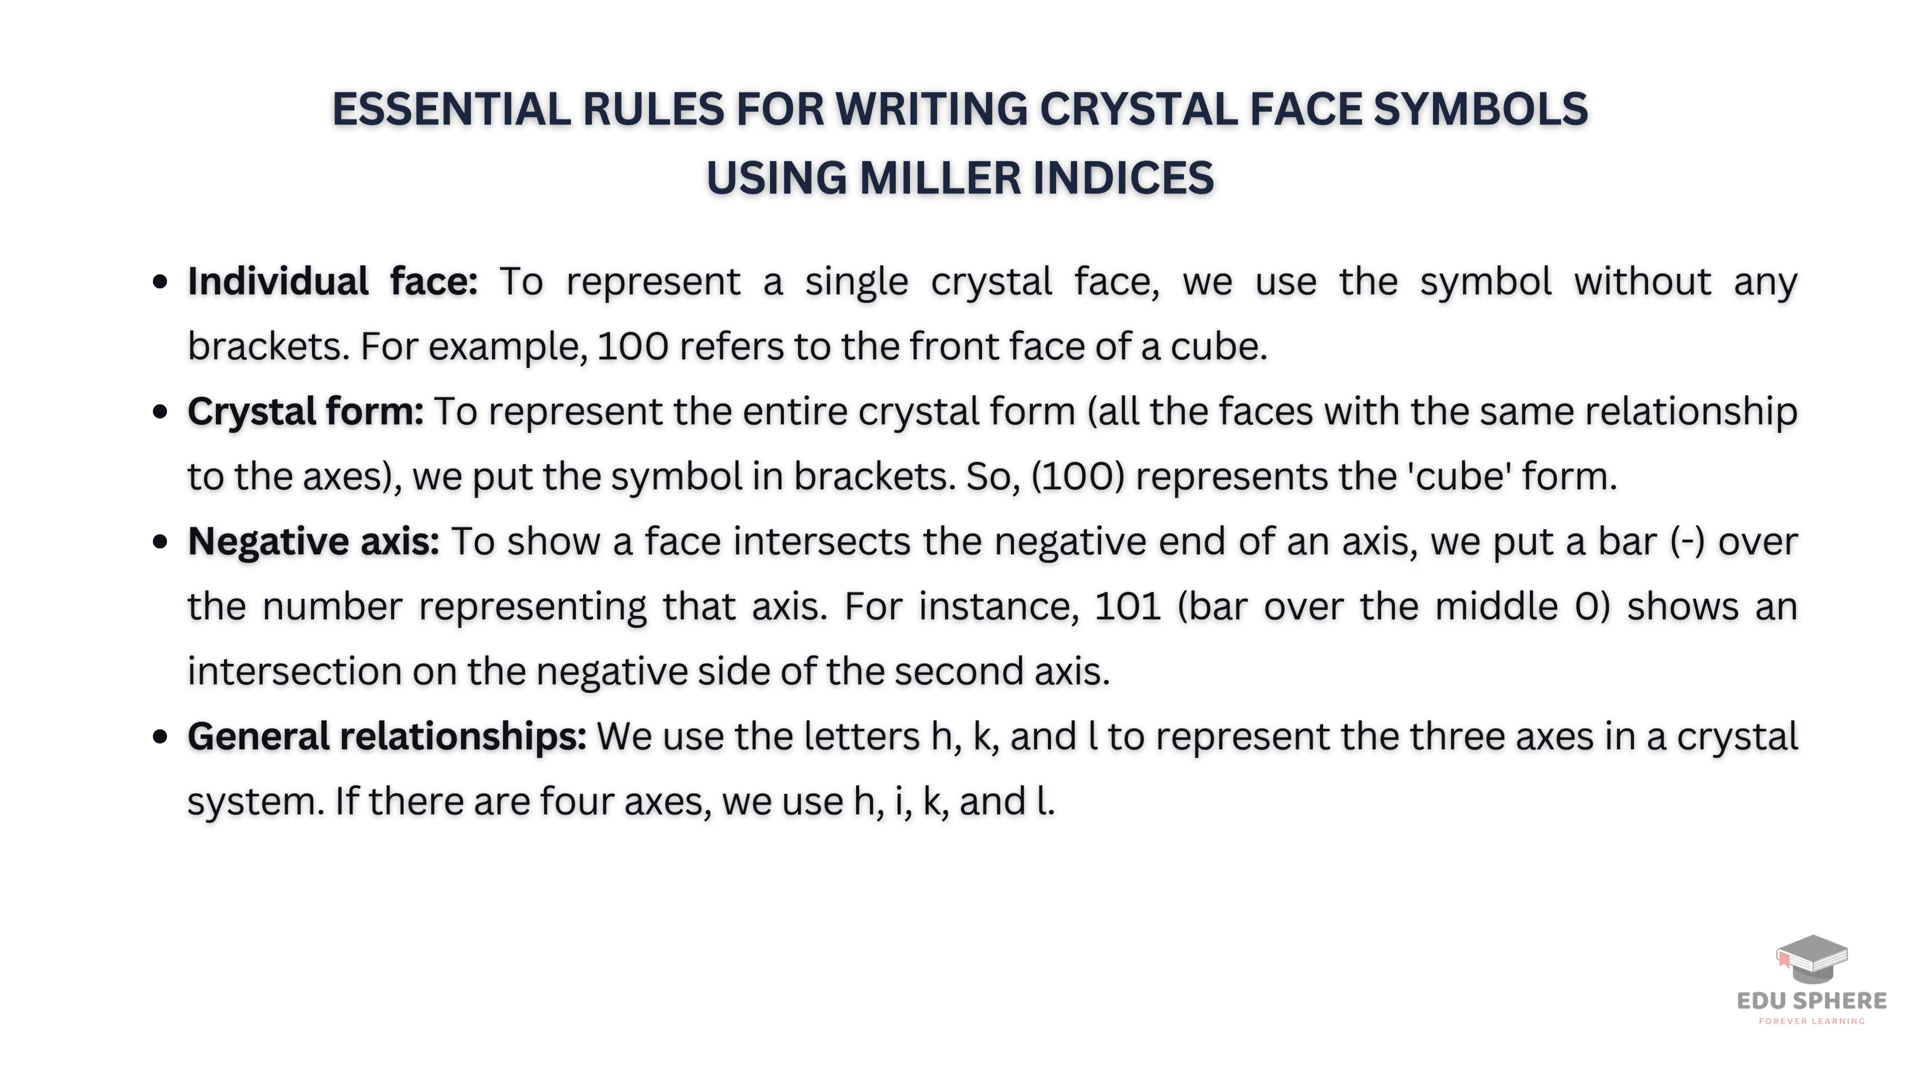 ESSENTIAL RULES FOR WRITING CRYSTAL FACE SYMBOLS
USING MILLER INDICES
• Individual face: To represent a single crystal face, we use the symbol without any
brackets. For example, 100 refers to the front face of a cube.
• Crystal form: To represent the entire crystal form (all the faces with the same relationship
to the axes), we put the symbol in brackets. So, (100) represents the 'cube' form.
• Negative axis: To show a face intersects the negative end of an axis, we put a bar (-) over
the number representing that axis. For instance, 101 (bar over the middle 0) shows an
intersection on the negative side of the second axis.
• General relationships: We use the letters h, k, and l to represent the three axes in a crystal
system. If there are four axes, we use h, i, k, and l.
EDU SPHERE
FOREVER LEARNING